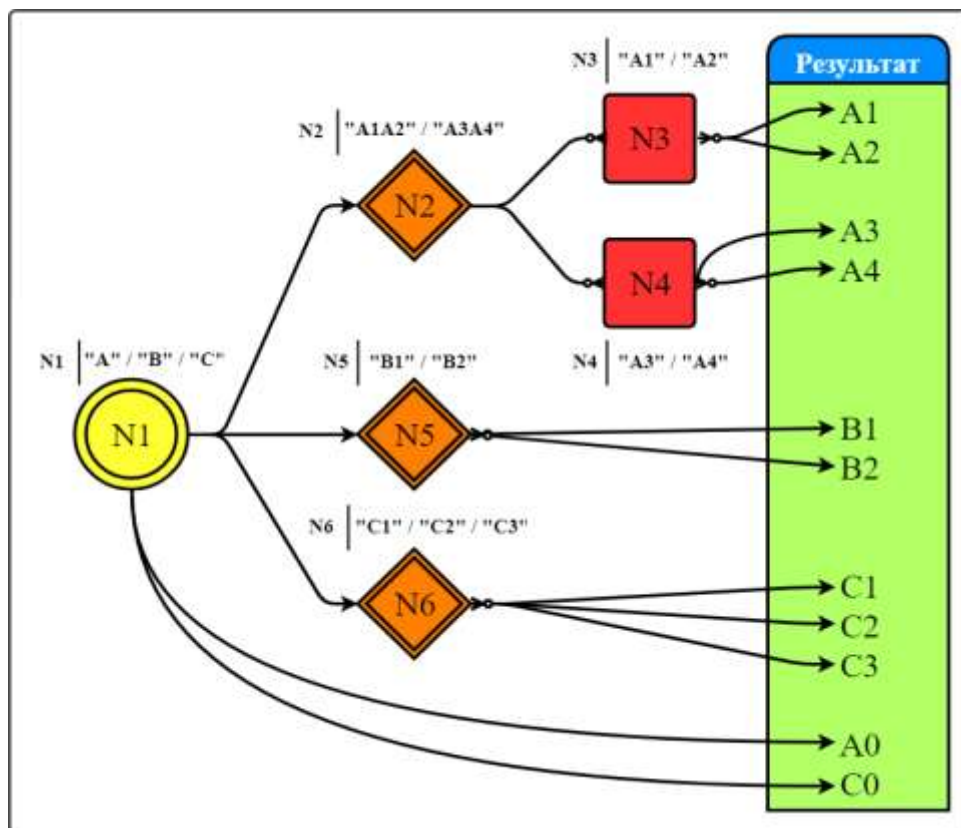 N3 "A1" / "A2"
Результат
N2 "A1A2" / "A3A4"
A1
N3
A2
N2
A3
N4
A4
N1 "A" / "B" / "C"
N5 "B1" / "B2"
N4 "A3" / "A4"
N1
N5
B1
B2
N6 "C1" / "C2" / "C3"
C1
N6
C2
C3
A0
C0